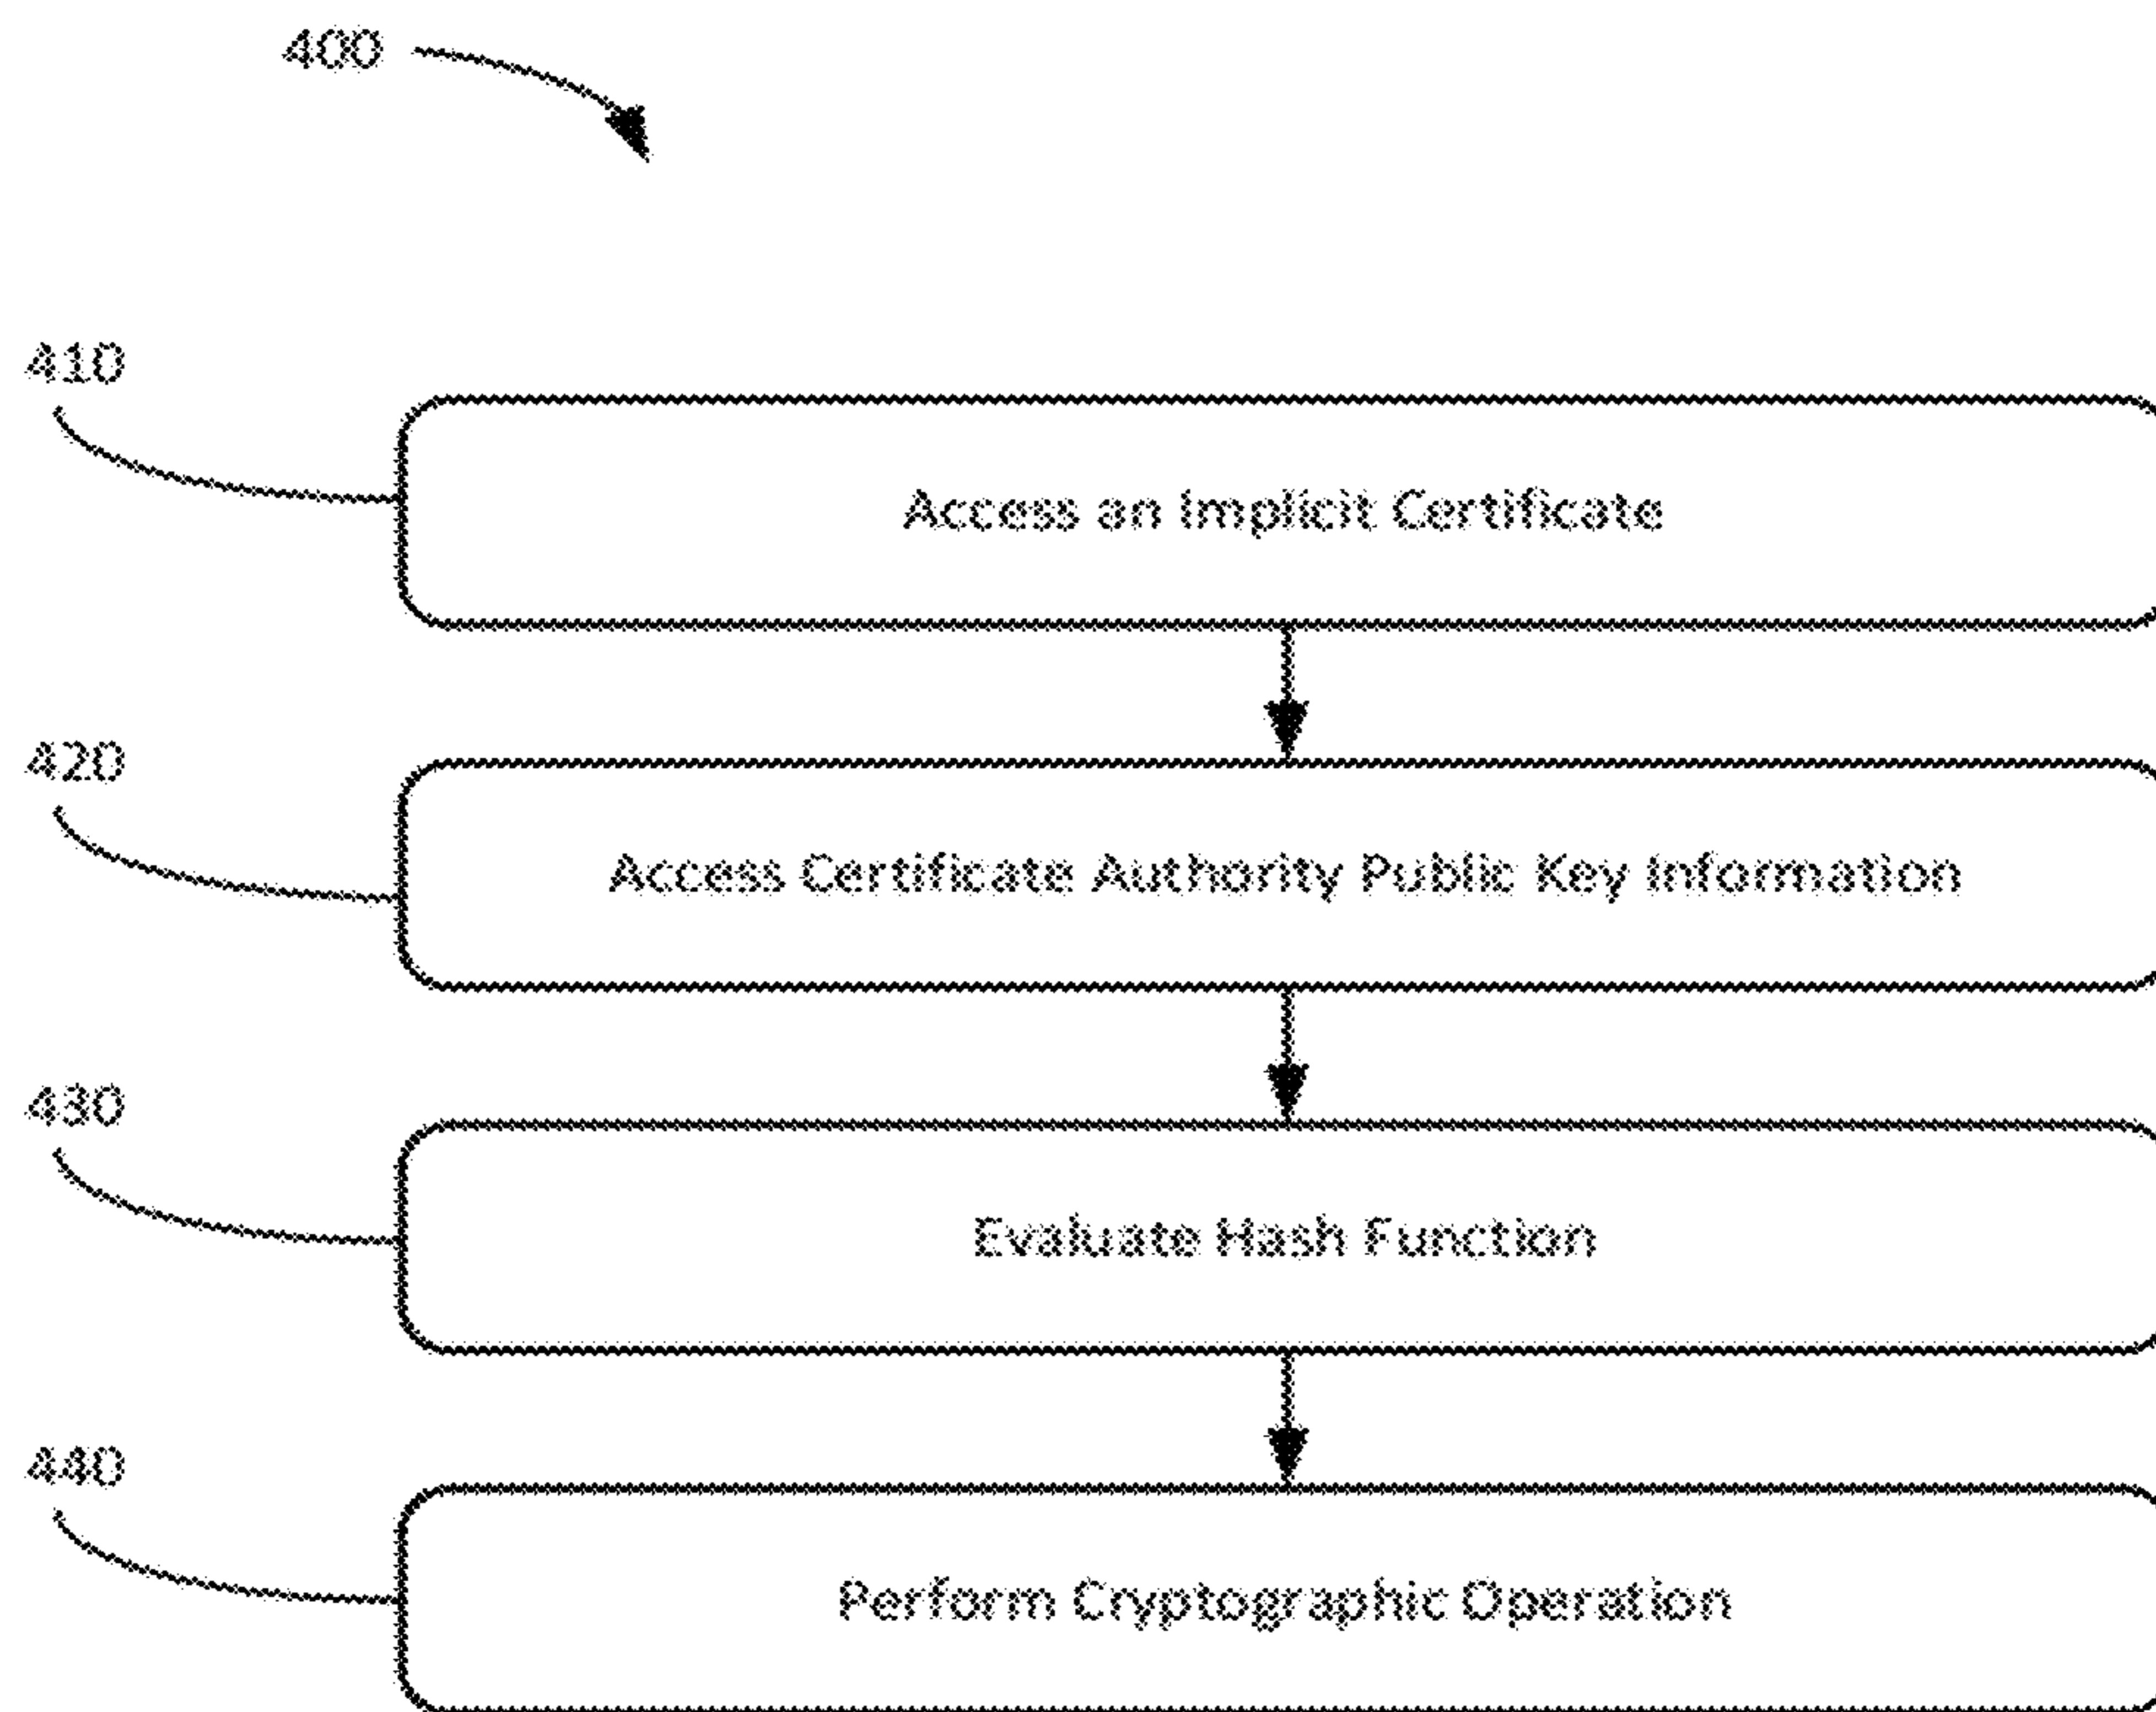 400
410
Access an Implicit Certificate
420
Access Certificate Authority Public Key Information
430
Evaluate Hash Function
440
Perform Cryptographic Operation